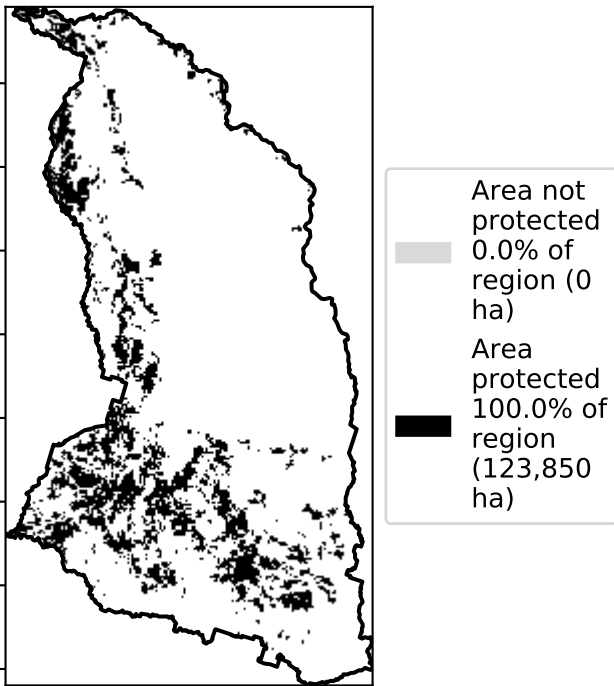 Area not
protected
0.0% of
region (0
ha)
Area
protected
100.0% of
region
(123,850
ha)